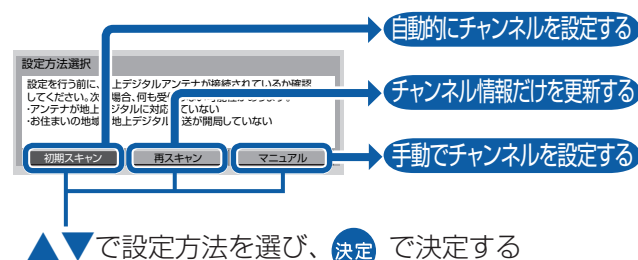 自動的にチャンネルを設定する
設定方法選択
設定を行う前に、 上デジタルアンテナが接続されているか確認
してください。次 場合、何も受
・アンテナが地上 ジタルに対応 ていない
・お住まいの地域 地上デジタル 送が開局していない
チャンネル情報だけを更新する
初期スキャン 再スキャン マニュアル
手動でチャンネルを設定する
▲▼で設定方法を選び、 決定 で決定する